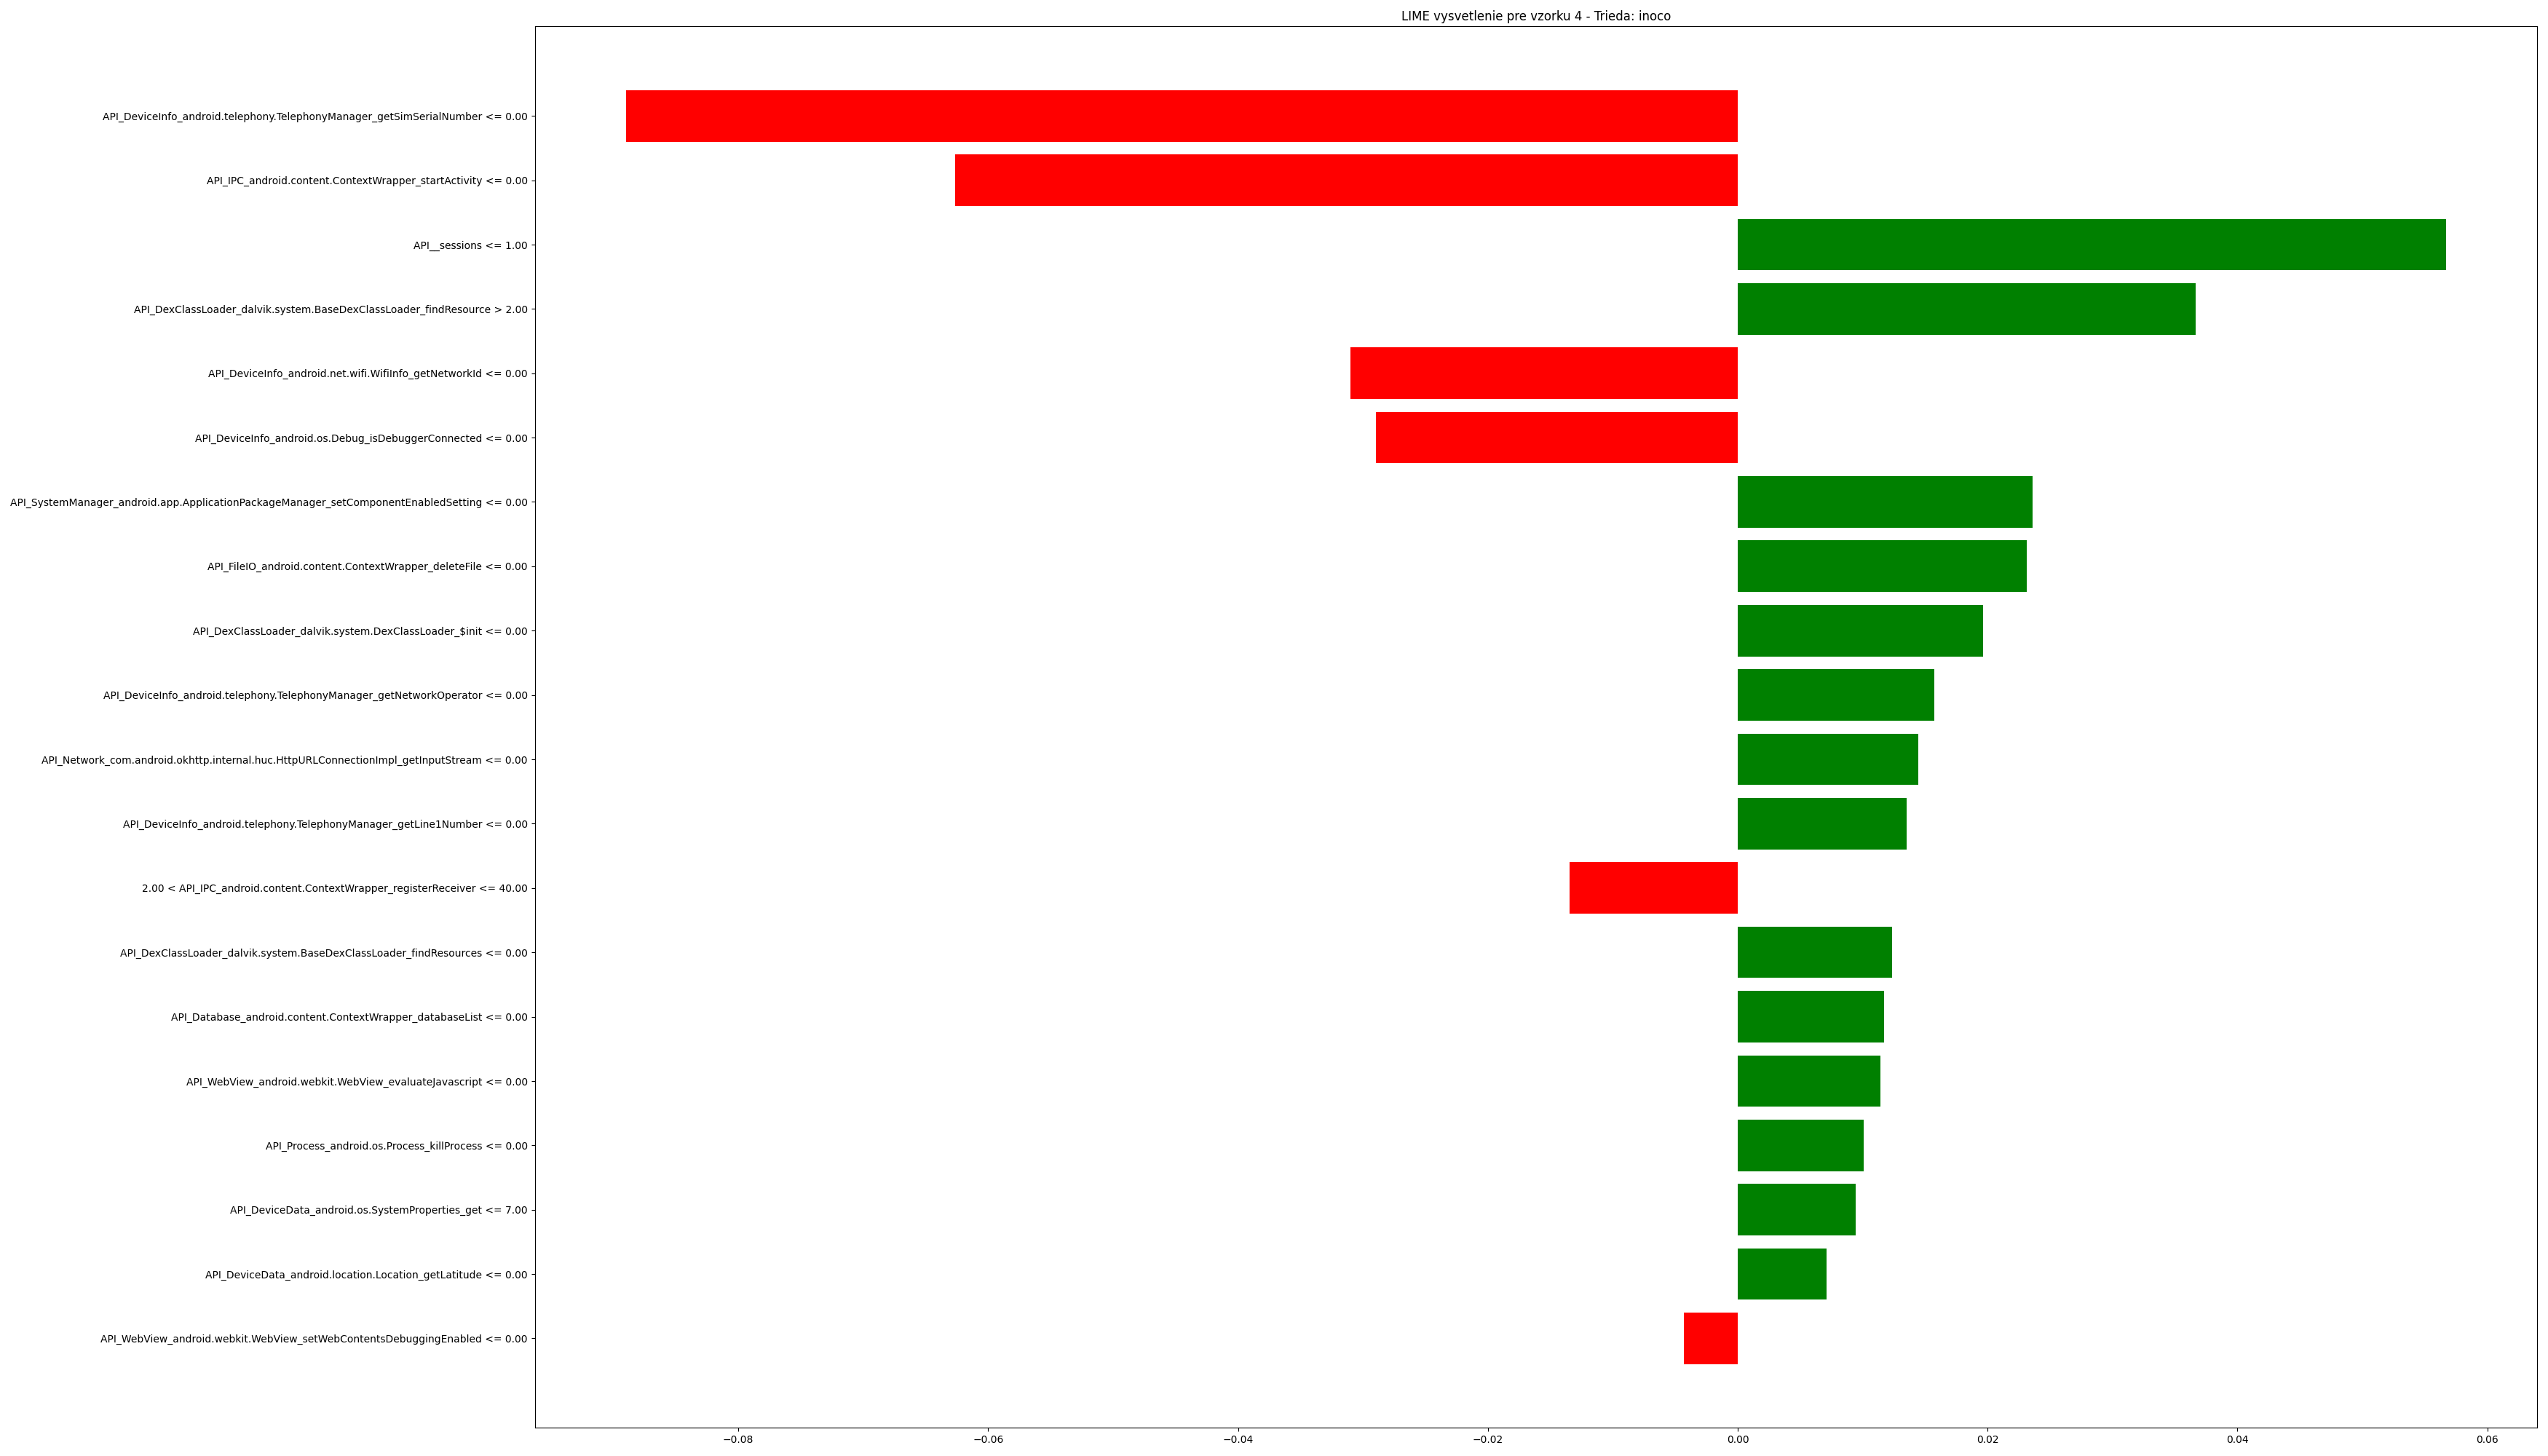 LIME vysvetlenie pre vzorku 4 - Trieda: inoco
API_DeviceInfo_android.telephony.TelephonyManager_getSimSerialNumber <= 0.00
API_IPC_android.content.ContextWrapper_startActivity <= 0.00
API__sessions <= 1.00
API_DexClassLoader_dalvik.system.BaseDexClassLoader_findResource > 2.00
API_DeviceInfo_android.net.wifi.WifiInfo_getNetworkId <= 0.00
API_DeviceInfo_android.os.Debug_isDebuggerConnected <= 0.00
API_SystemManager_android.app.ApplicationPackageManager_setComponentEnabledSetting <= 0.00
API_FileIO_android.content.ContextWrapper_deleteFile <= 0.00
API_DexClassLoader_dalvik.system.DexClassLoader_$init <= 0.00
API_DeviceInfo_android.telephony.TelephonyManager_getNetworkOperator <= 0.00
API_Network_com.android.okhttp.internal.huc.HttpURLConnectionImpl_getInputStream <= 0.00
API_DeviceInfo_android.telephony.TelephonyManager_getLine1Number <= 0.00
2.00 < API_IPC_android.content.ContextWrapper_registerReceiver <= 40.00
API_DexClassLoader_dalvik.system.BaseDexClassLoader_findResources <= 0.00
API_Database_android.content.ContextWrapper_databaseList <= 0.00
API_WebView_android.webkit.WebView_evaluateJavascript <= 0.00
API_Process_android.os.Process_killProcess <= 0.00
API_DeviceData_android.os.SystemProperties_get <= 7.00
API_DeviceData_android.location.Location_getLatitude <= 0.00
API_WebView_android.webkit.WebView_setWebContentsDebuggingEnabled <= 0.00
−0.08 −0.06 −0.04 −0.02 0.00 0.02 0.04 0.06